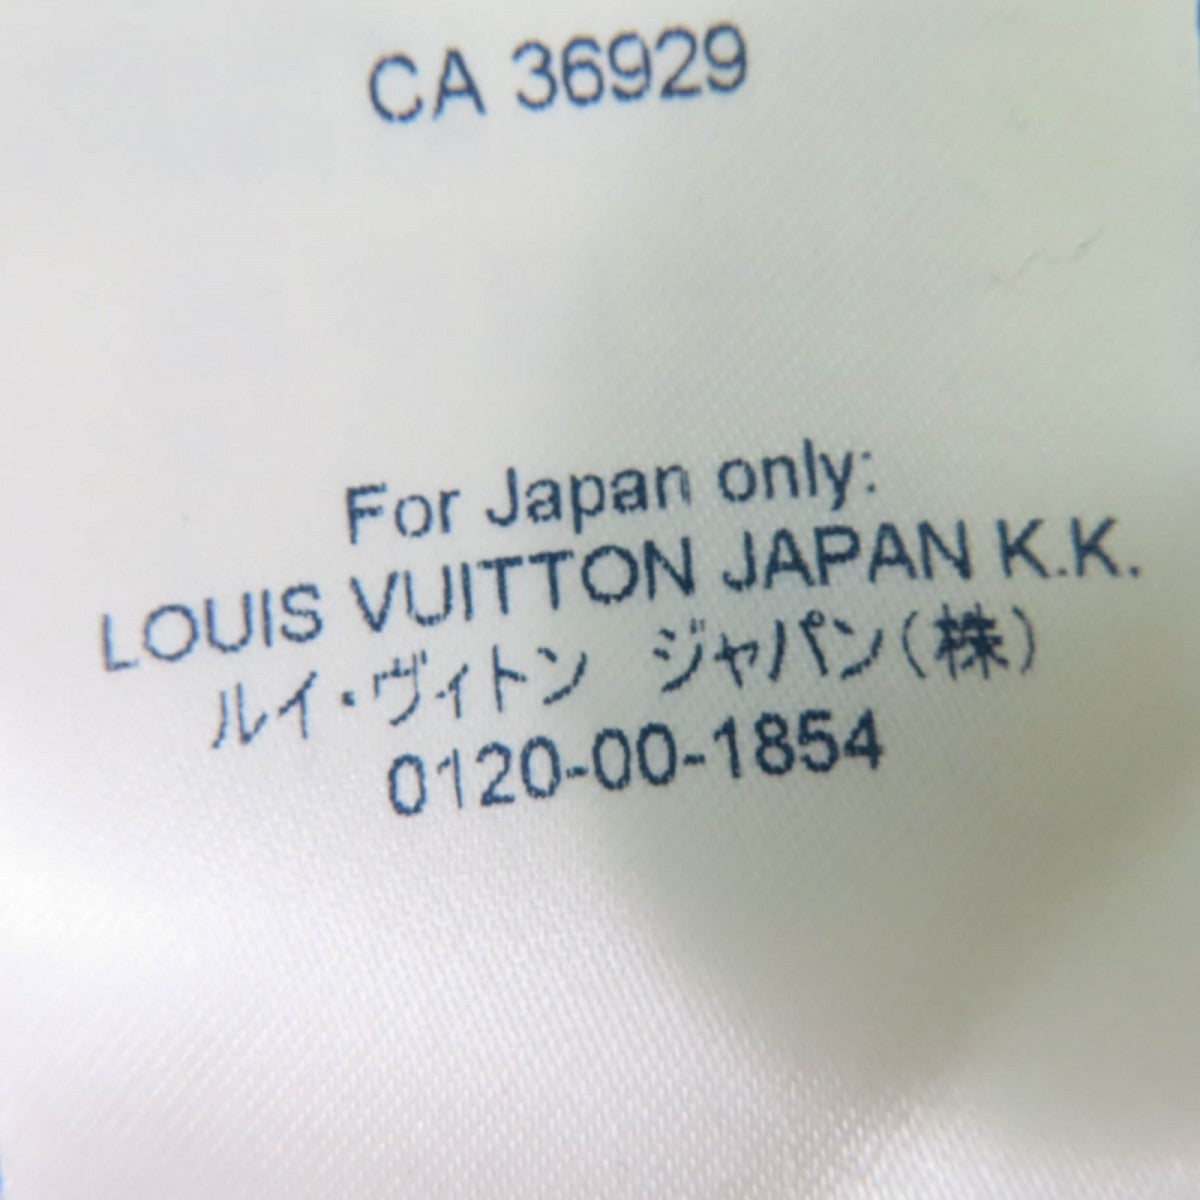 CA 36929
For Japan only:
LOUIS VUITTON JAPAN K.K.
ルイ・ヴィトン ジャパン(株)
0120-00-1854